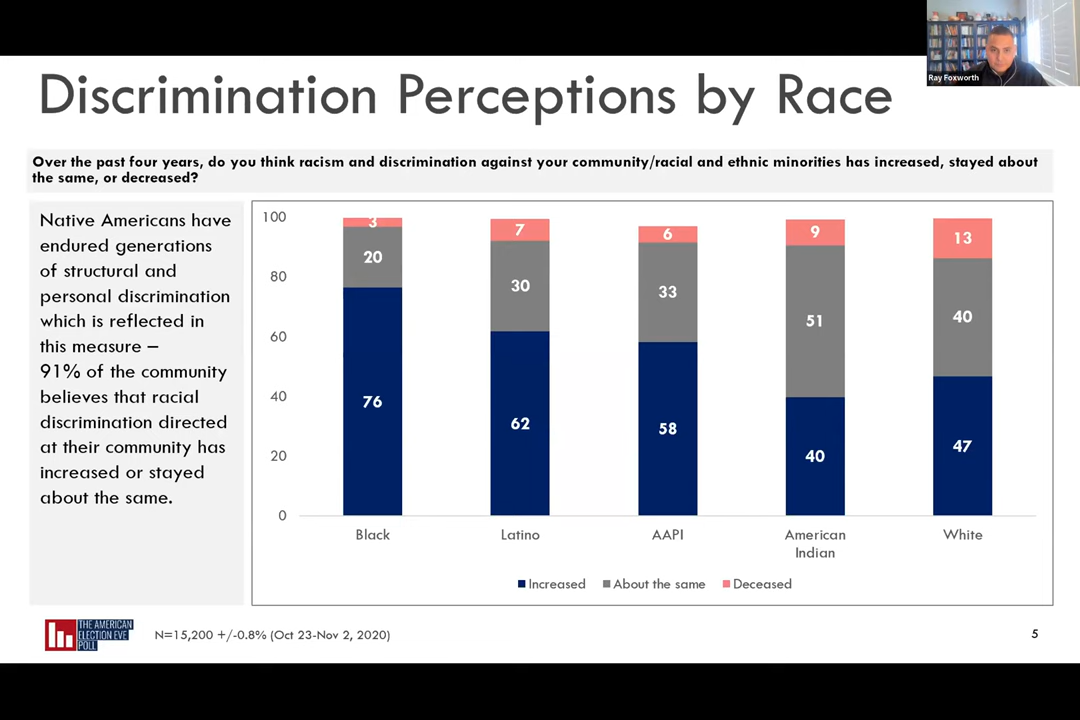 Ray Foxworth
Discrimination Perceptions by Race
Over the past four years, do you think racism and discrimination against your community/racial and ethnic minorities has increased, stayed about
the same, or decreased?
Native Americans have
endured generations
of structural and
personal discrimination
which is reflected in
this measure –
91% of the community
believes that racial
discrimination directed
at their community has
increased or stayed
about the same.
100
80
60
40
20
0
3
20
76
7
30
62
6
33
58
9
51
40
13
40
47
Black
Latino
AAPI
American
Indian
White
Increased
About the same
Deceased
THE AMERICAN
ELECTION EVE
POLL
N=15,200 +/-0.8% (Oct 23-Nov 2, 2020)
5